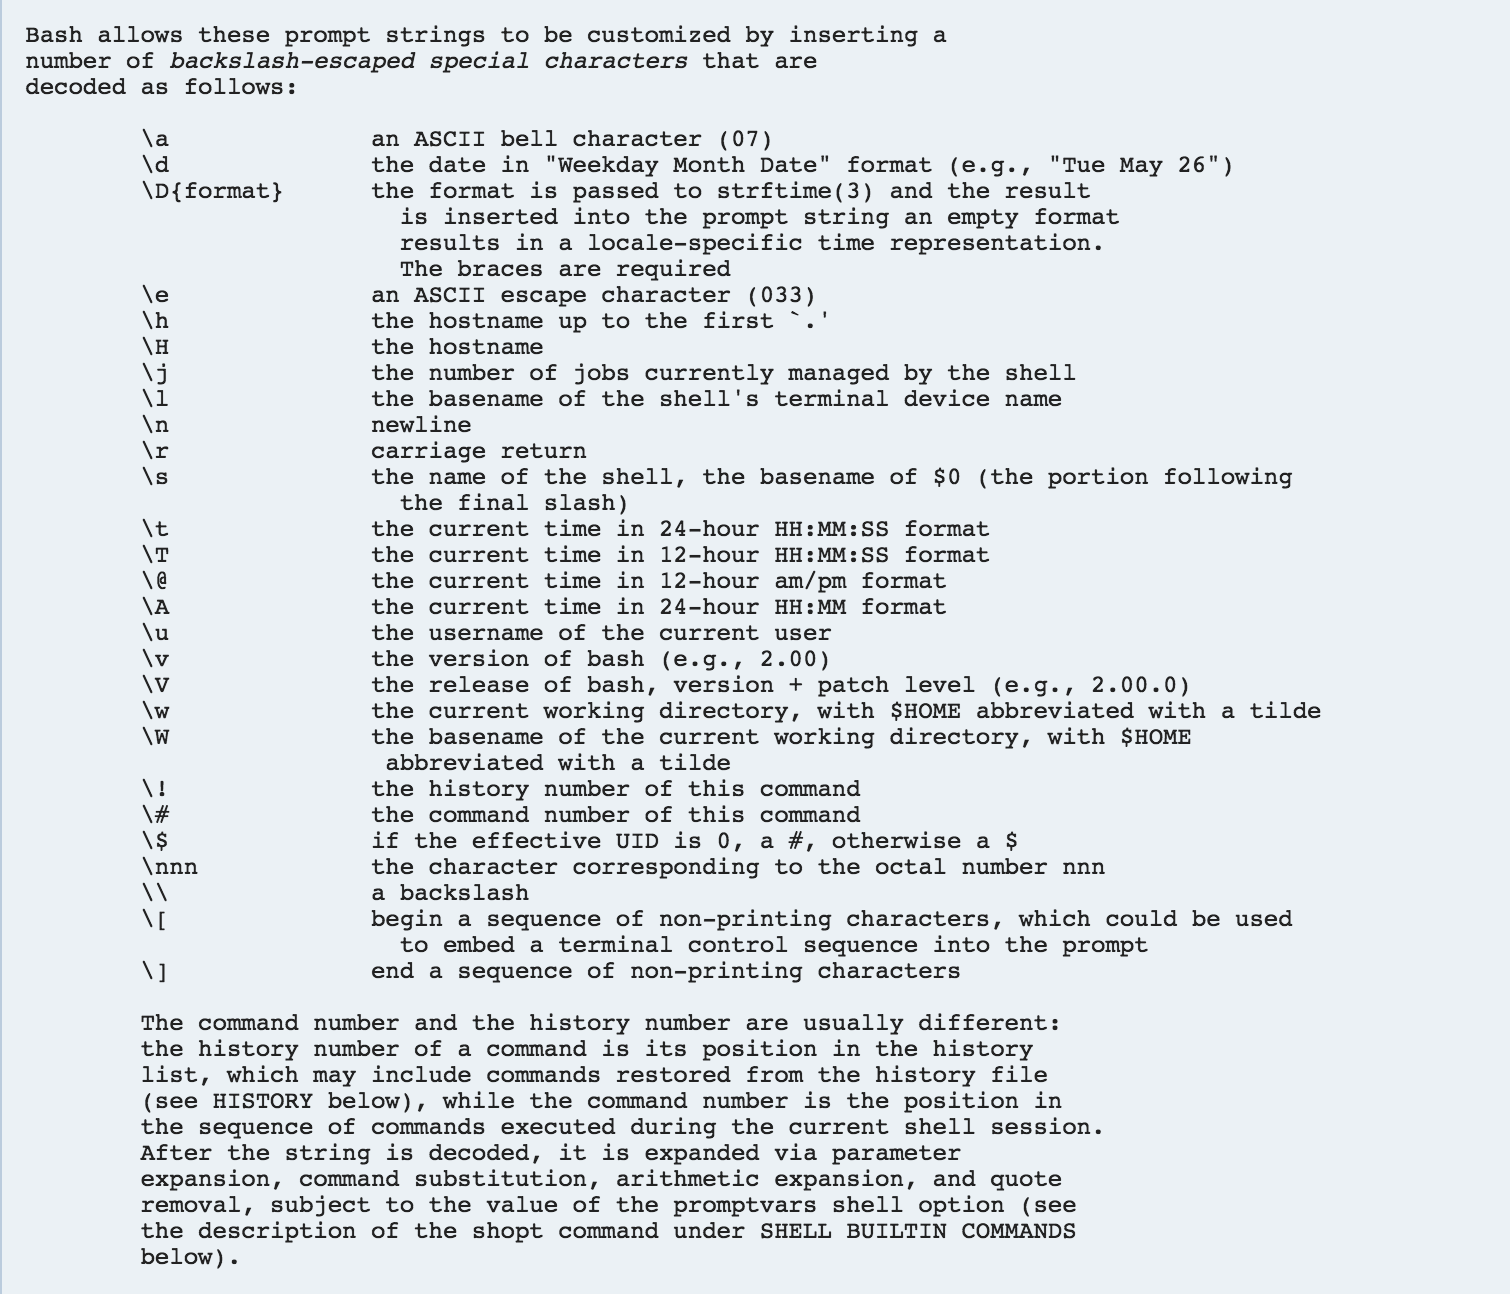 Bash allows these prompt strings to be customized by inserting a
number of backslash-escaped special characters that are
decoded as follows:
\a an ASCII bell character (07)
\d the date in "Weekday Month Date" format (e.g., "Tue May 26")
\D{format} the format is passed to strftime(3) and the result
is inserted into the prompt string an empty format
results in a locale-specific time representation.
The braces are required
\e an ASCII escape character (033)
\h the hostname up to the first `.'
\H the hostname
\j the number of jobs currently managed by the shell
\l the basename of the shell's terminal device name
\n newline
\r carriage return
\s the name of the shell, the basename of $0 (the portion following
the final slash)
\t the current time in 24-hour HH:MM:SS format
\T the current time in 12-hour HH:MM:SS format
\@ the current time in 12-hour am/pm format
\A the current time in 24-hour HH:MM format
\u the username of the current user
\v the version of bash (e.g., 2.00)
\V the release of bash, version + patch level (e.g., 2.00.0)
\w the current working directory, with $HOME abbreviated with a tilde
\W the basename of the current working directory, with $HOME
abbreviated with a tilde
\! the history number of this command
\# the command number of this command
\$ if the effective UID is 0, a #, otherwise a $
\nnn the character corresponding to the octal number nnn
\\ a backslash
\[ begin a sequence of non-printing characters, which could be used
to embed a terminal control sequence into the prompt
\] end a sequence of non-printing characters
The command number and the history number are usually different:
the history number of a command is its position in the history
list, which may include commands restored from the history file
(see HISTORY below), while the command number is the position in
the sequence of commands executed during the current shell session.
After the string is decoded, it is expanded via parameter
expansion, command substitution, arithmetic expansion, and quote
removal, subject to the value of the promptvars shell option (see
the description of the shopt command under SHELL BUILTIN COMMANDS
below).